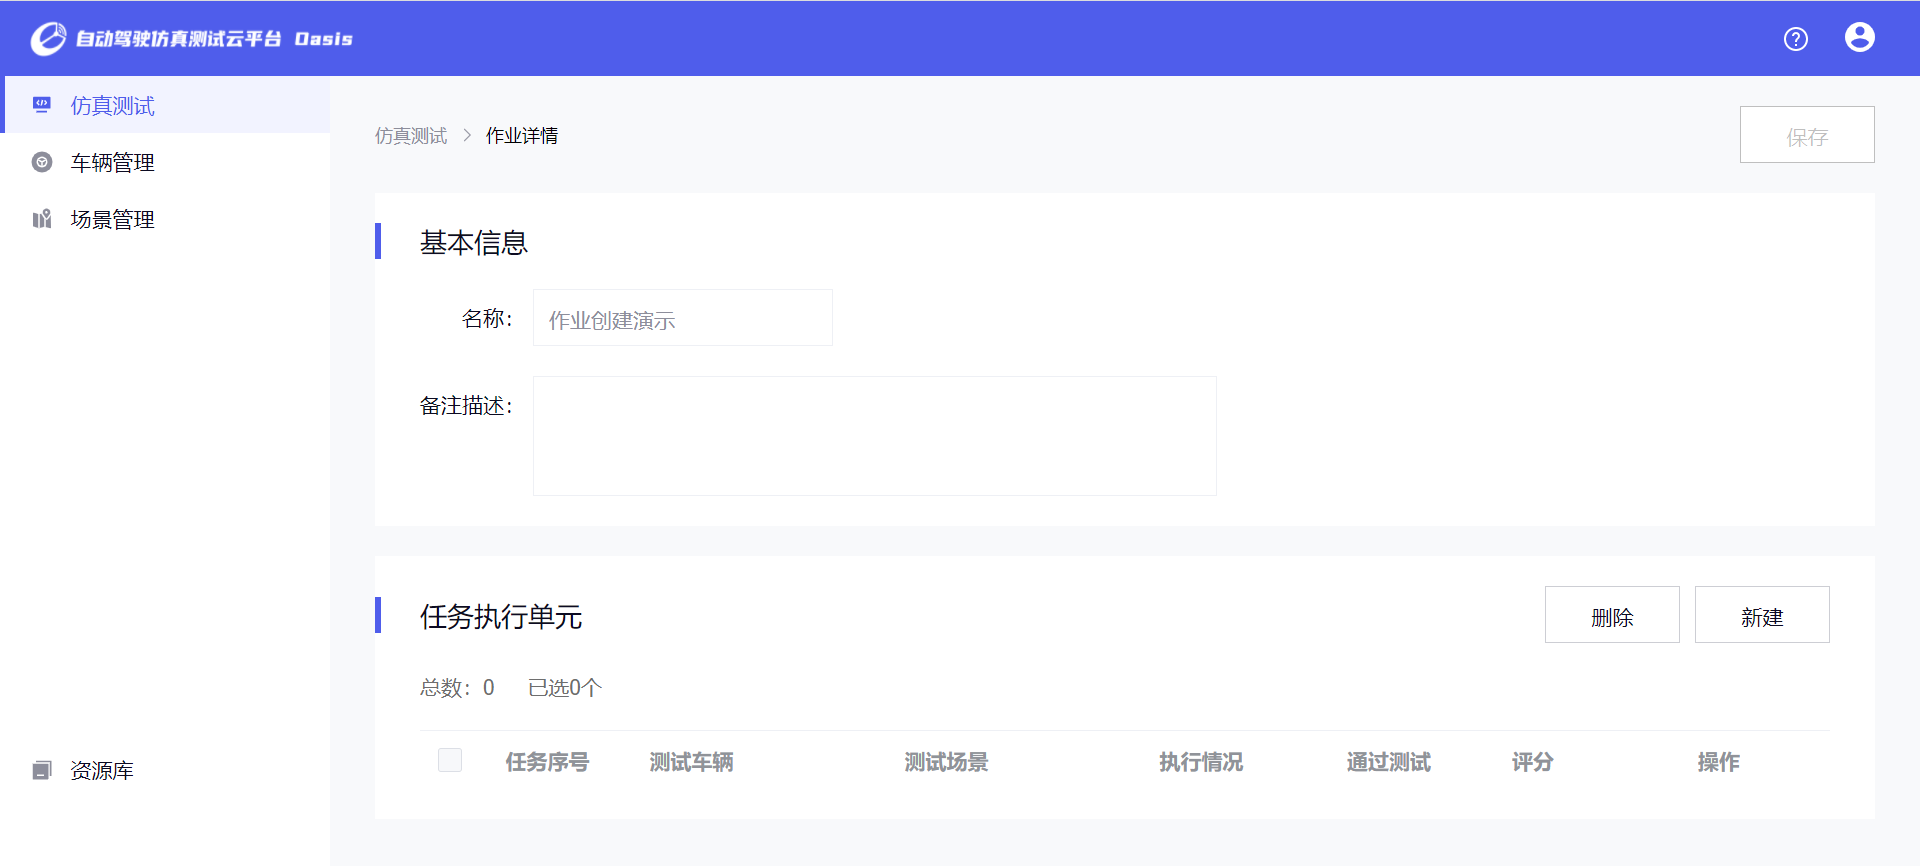 自动驾驶仿真测试云平台 Oasis
仿真测试
车辆管理
场景管理
资源库
仿真测试 > 作业详情
保存
基本信息
名称：
作业创建演示
备注描述：
任务执行单元
删除
新建
总数：0 已选0个
任务序号 测试车辆 测试场景 执行情况 通过测试 评分 操作